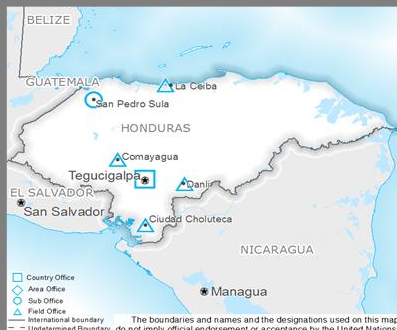 BELIZE
GUATEMALA
La Ceiba
San Pedro Sula
HONDURAS
Comayagua
Tegucigalpa
Danli
EL SALVADOR
San Salvador
Ciudad Choluteca
NICARAGUA
Managua
Country Office
Area Office
Sub Office
Field Office
International boundary
Undetermined Boundary
The boundaries and names and the designations used on this map
do not imply official endorsement or acceptance by the United Nations